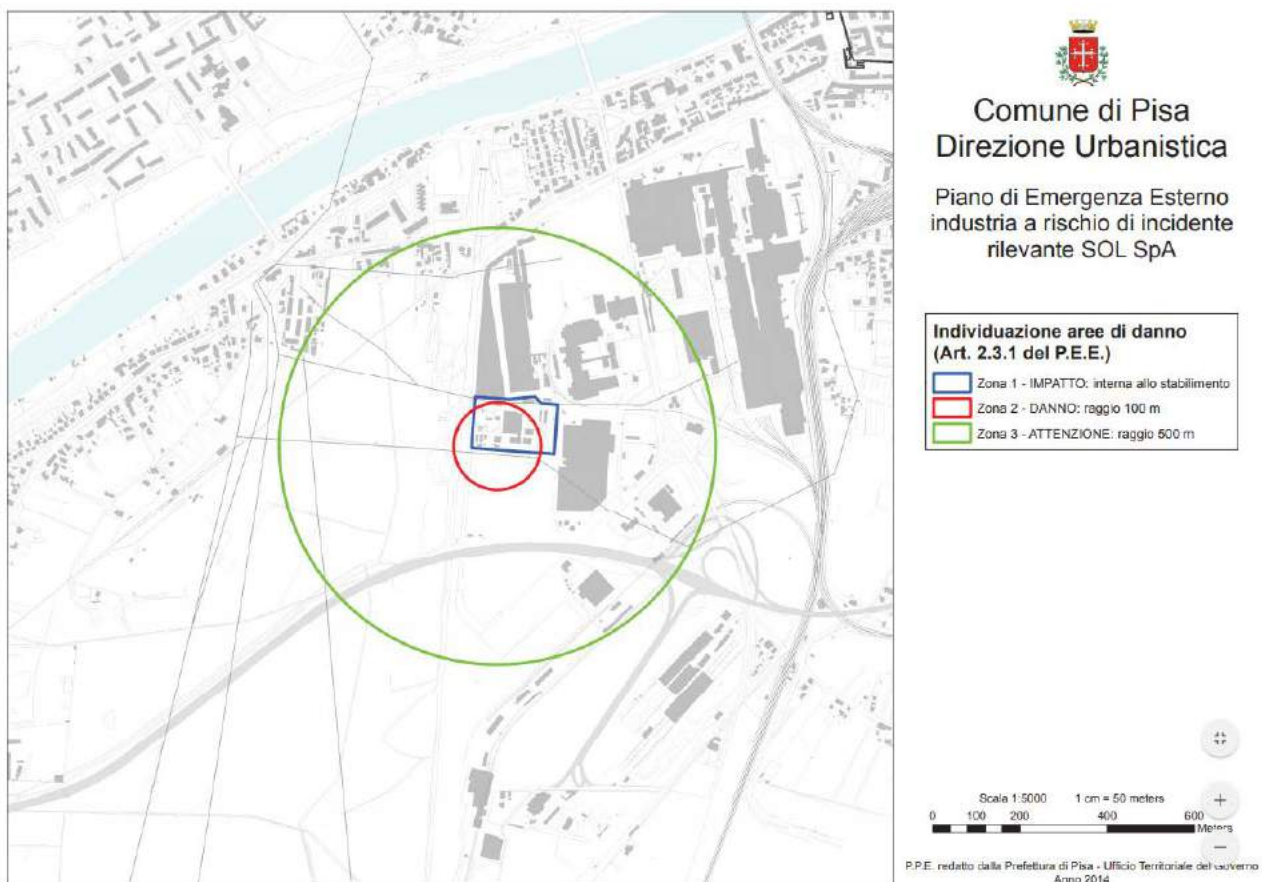 Comune di Pisa
Direzione Urbanistica
Piano di Emergenza Esterno
industria a rischio di incidente
rilevante SOL SpA
Individuazione aree di danno
(Art. 2.3.1 del P.E.E.)
Zona 1 - IMPATTO: interna allo stabilimento
Zona 2 - DANNO: raggio 100 m
Zona 3 - ATTENZIONE: raggio 500 m
Scala 1:5000 1 cm = 50 meters
0 100 200 400 600
Meters
P.P.E. redatto dalla Prefettura di Pisa - Ufficio Territoriale del Governo
Anno 2014